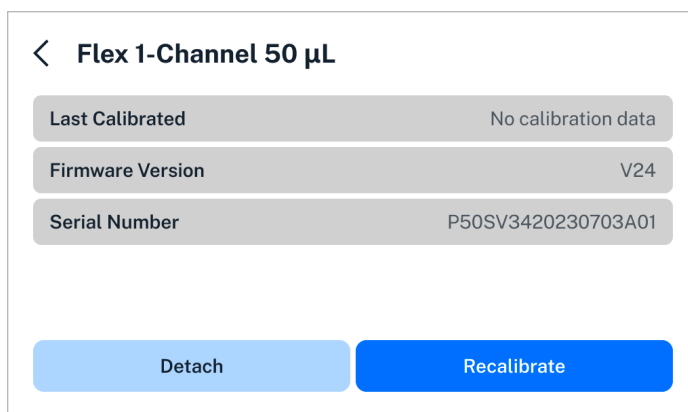 Flex 1-Channel 50 µL
Last Calibrated No calibration data
Firmware Version V24
Serial Number P50SV3420230703A01
Detach Recalibrate